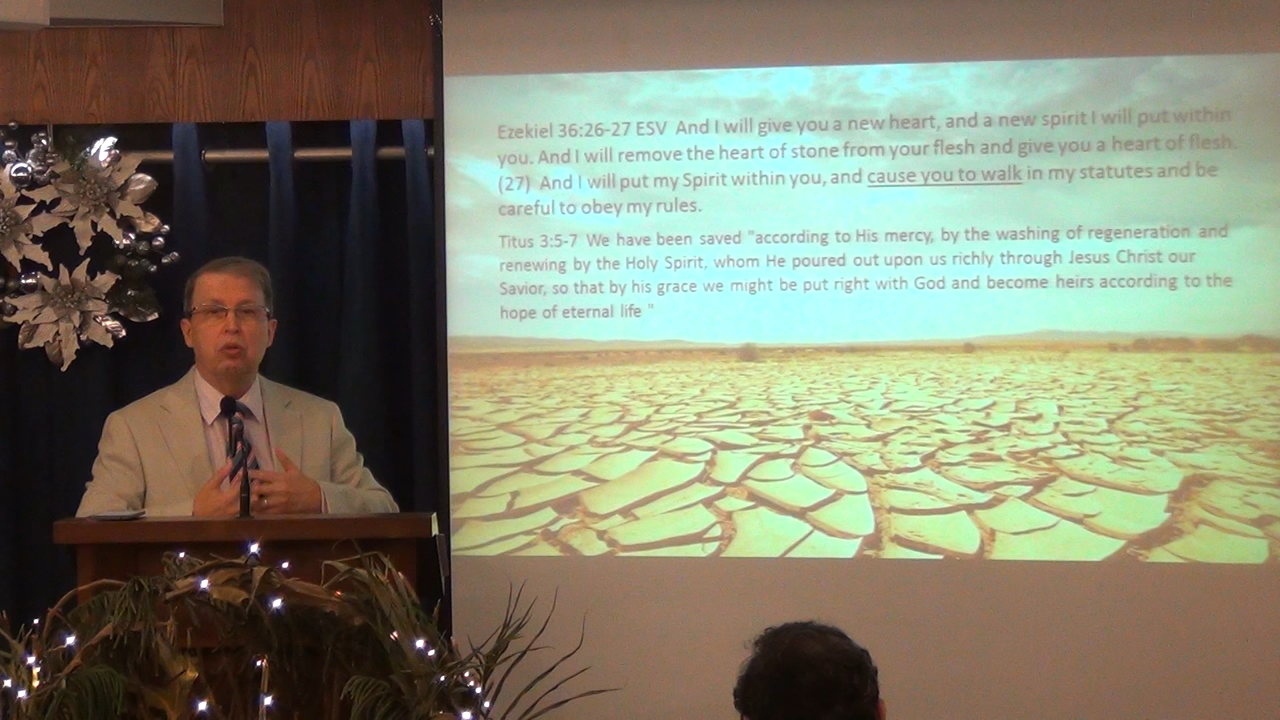 Ezekiel 36:26-27 ESV And I will give you a new heart, and a new spirit I will put within
you. And I will remove the heart of stone from your flesh and give you a heart of flesh.
(27) And I will put my Spirit within you, and cause you to walk in my statutes and be
careful to obey my rules.
Titus 3:5-7 We have been saved "according to His mercy, by the washing of regeneration and
renewing by the Holy Spirit, whom He poured out upon us richly through Jesus Christ our
Savior, so that by his grace we might be put right with God and become heirs according to the
hope of eternal life "